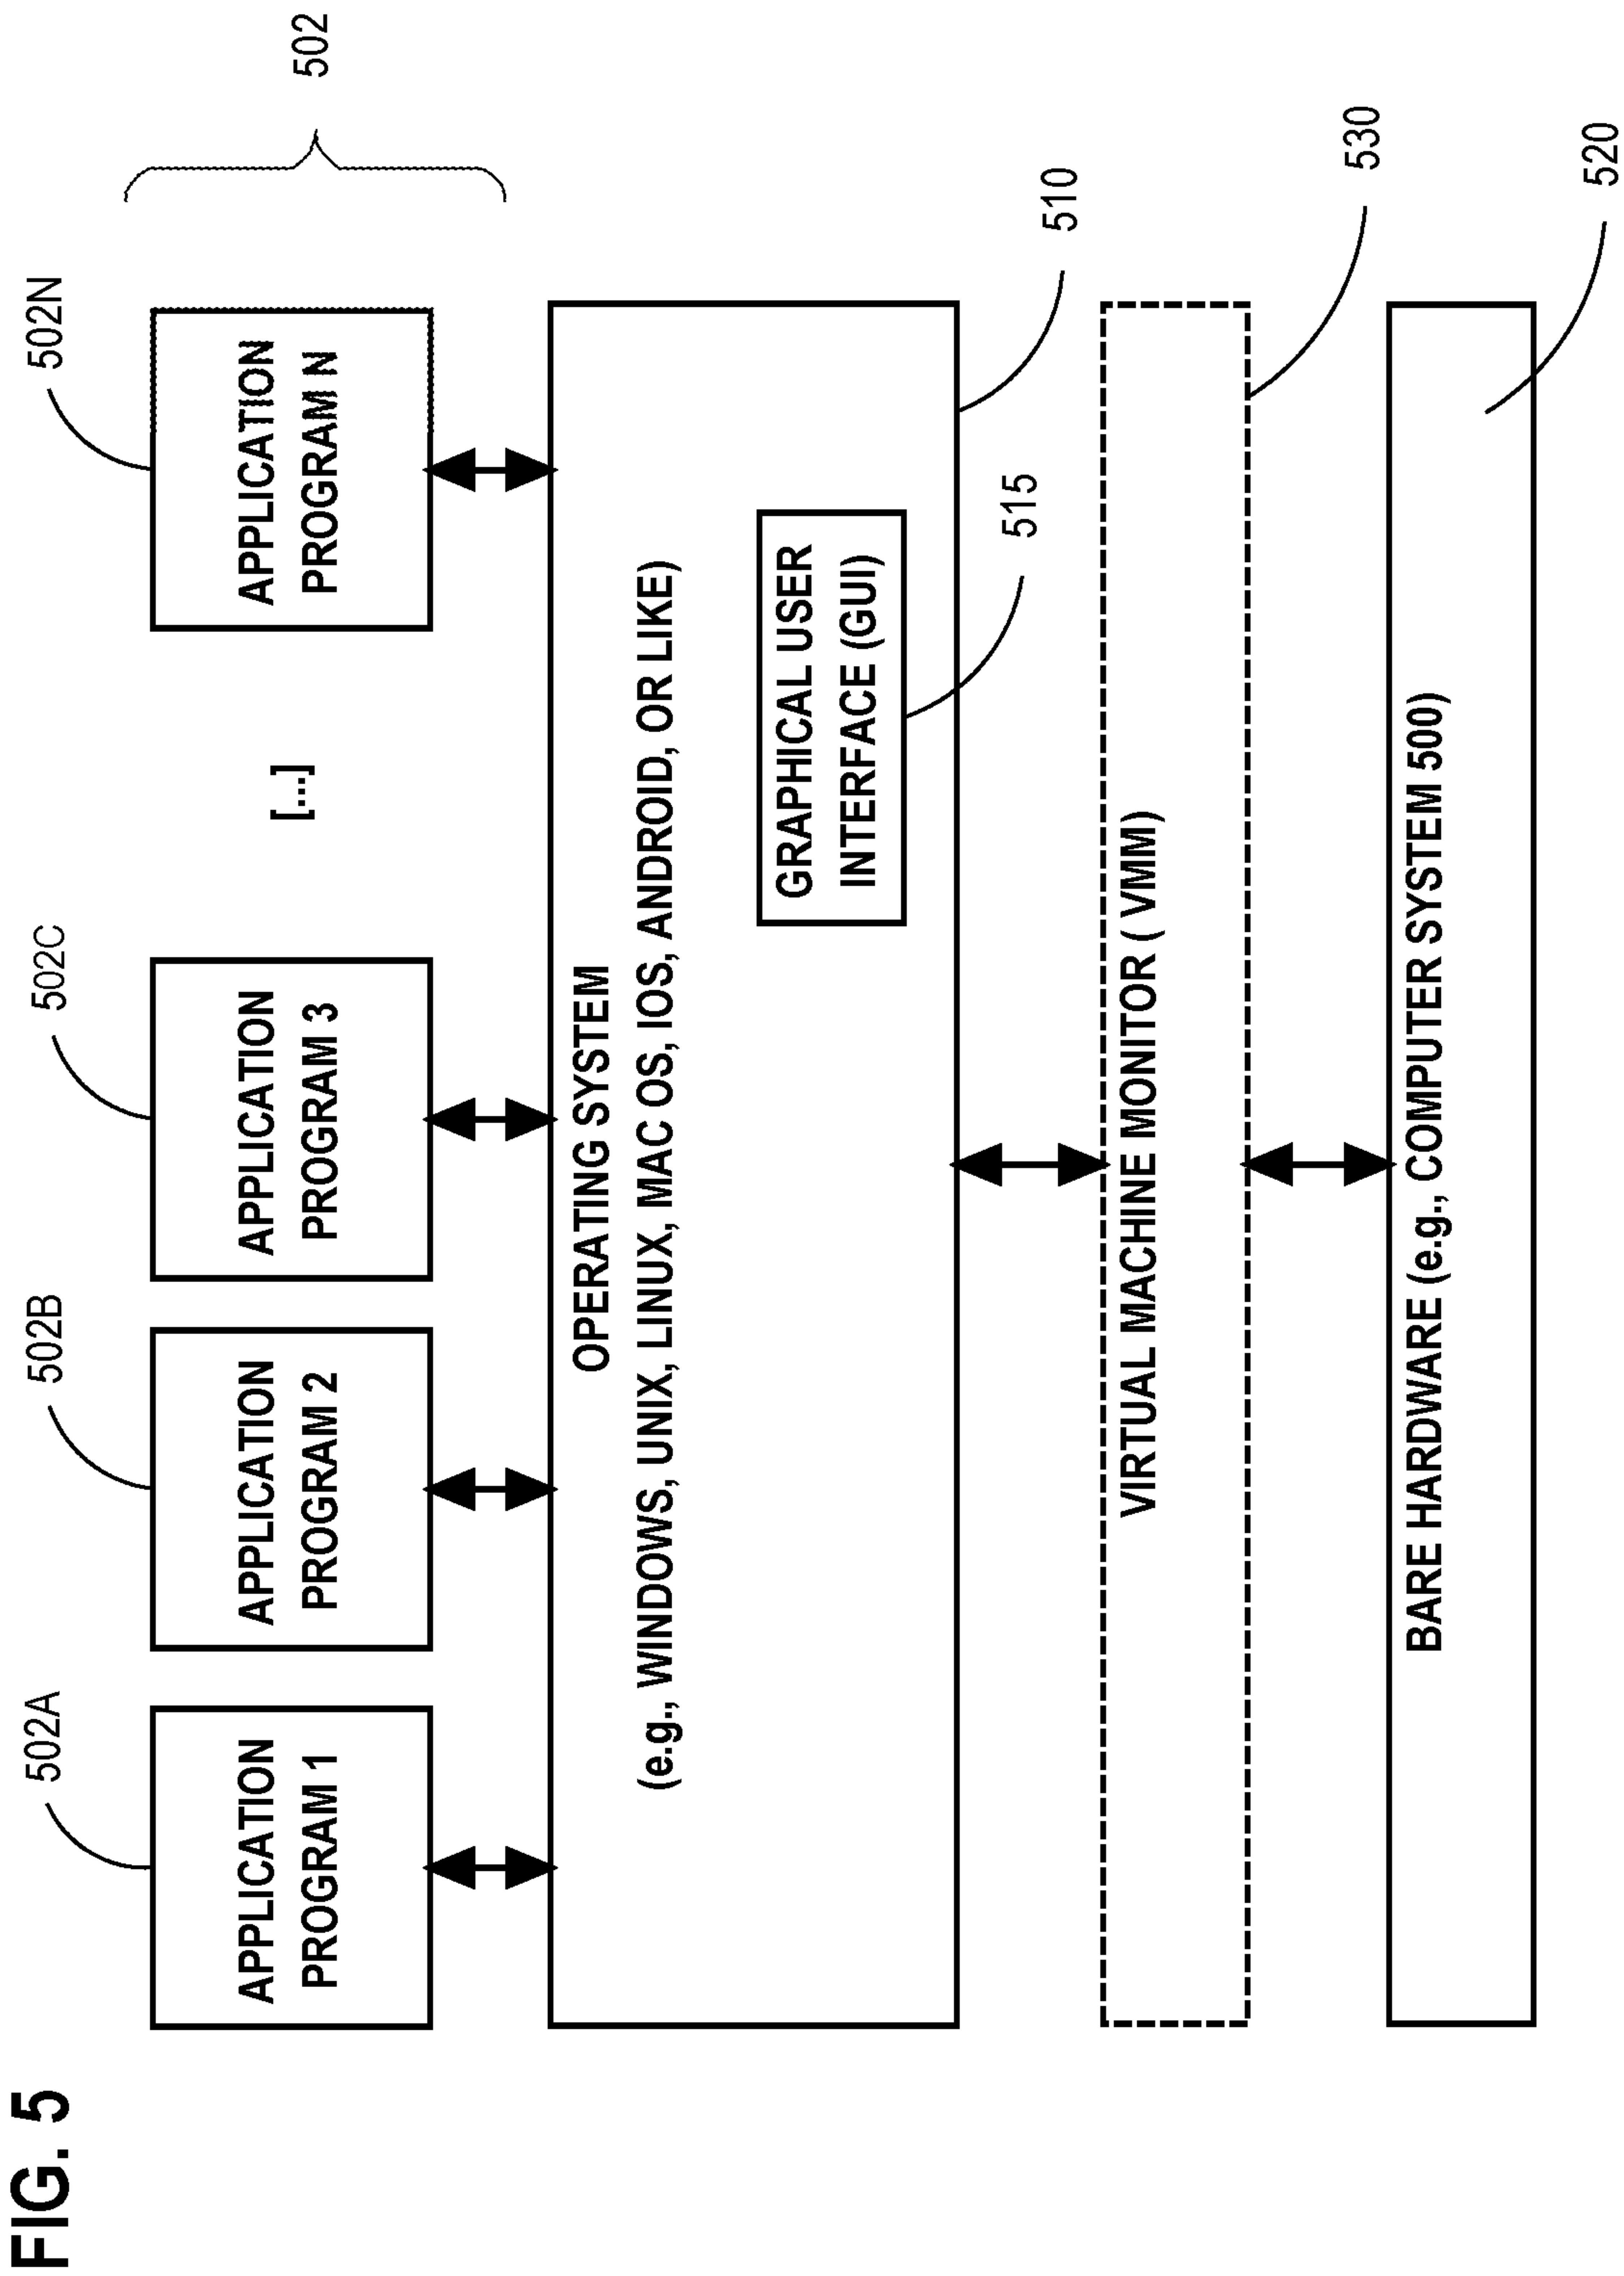 FIG. 5
502A
502B
502C
502N
502
APPLICATION
PROGRAM 1
APPLICATION
PROGRAM 2
APPLICATION
PROGRAM 3
[...]
APPLICATION
PROGRAM N
OPERATING SYSTEM
(e.g., WINDOWS, UNIX, LINUX, MAC OS, IOS, ANDROID, OR LIKE)
GRAPHICAL USER
INTERFACE (GUI)
515
510
VIRTUAL MACHINE MONITOR ( VMM)
530
BARE HARDWARE (e.g., COMPUTER SYSTEM 500)
520